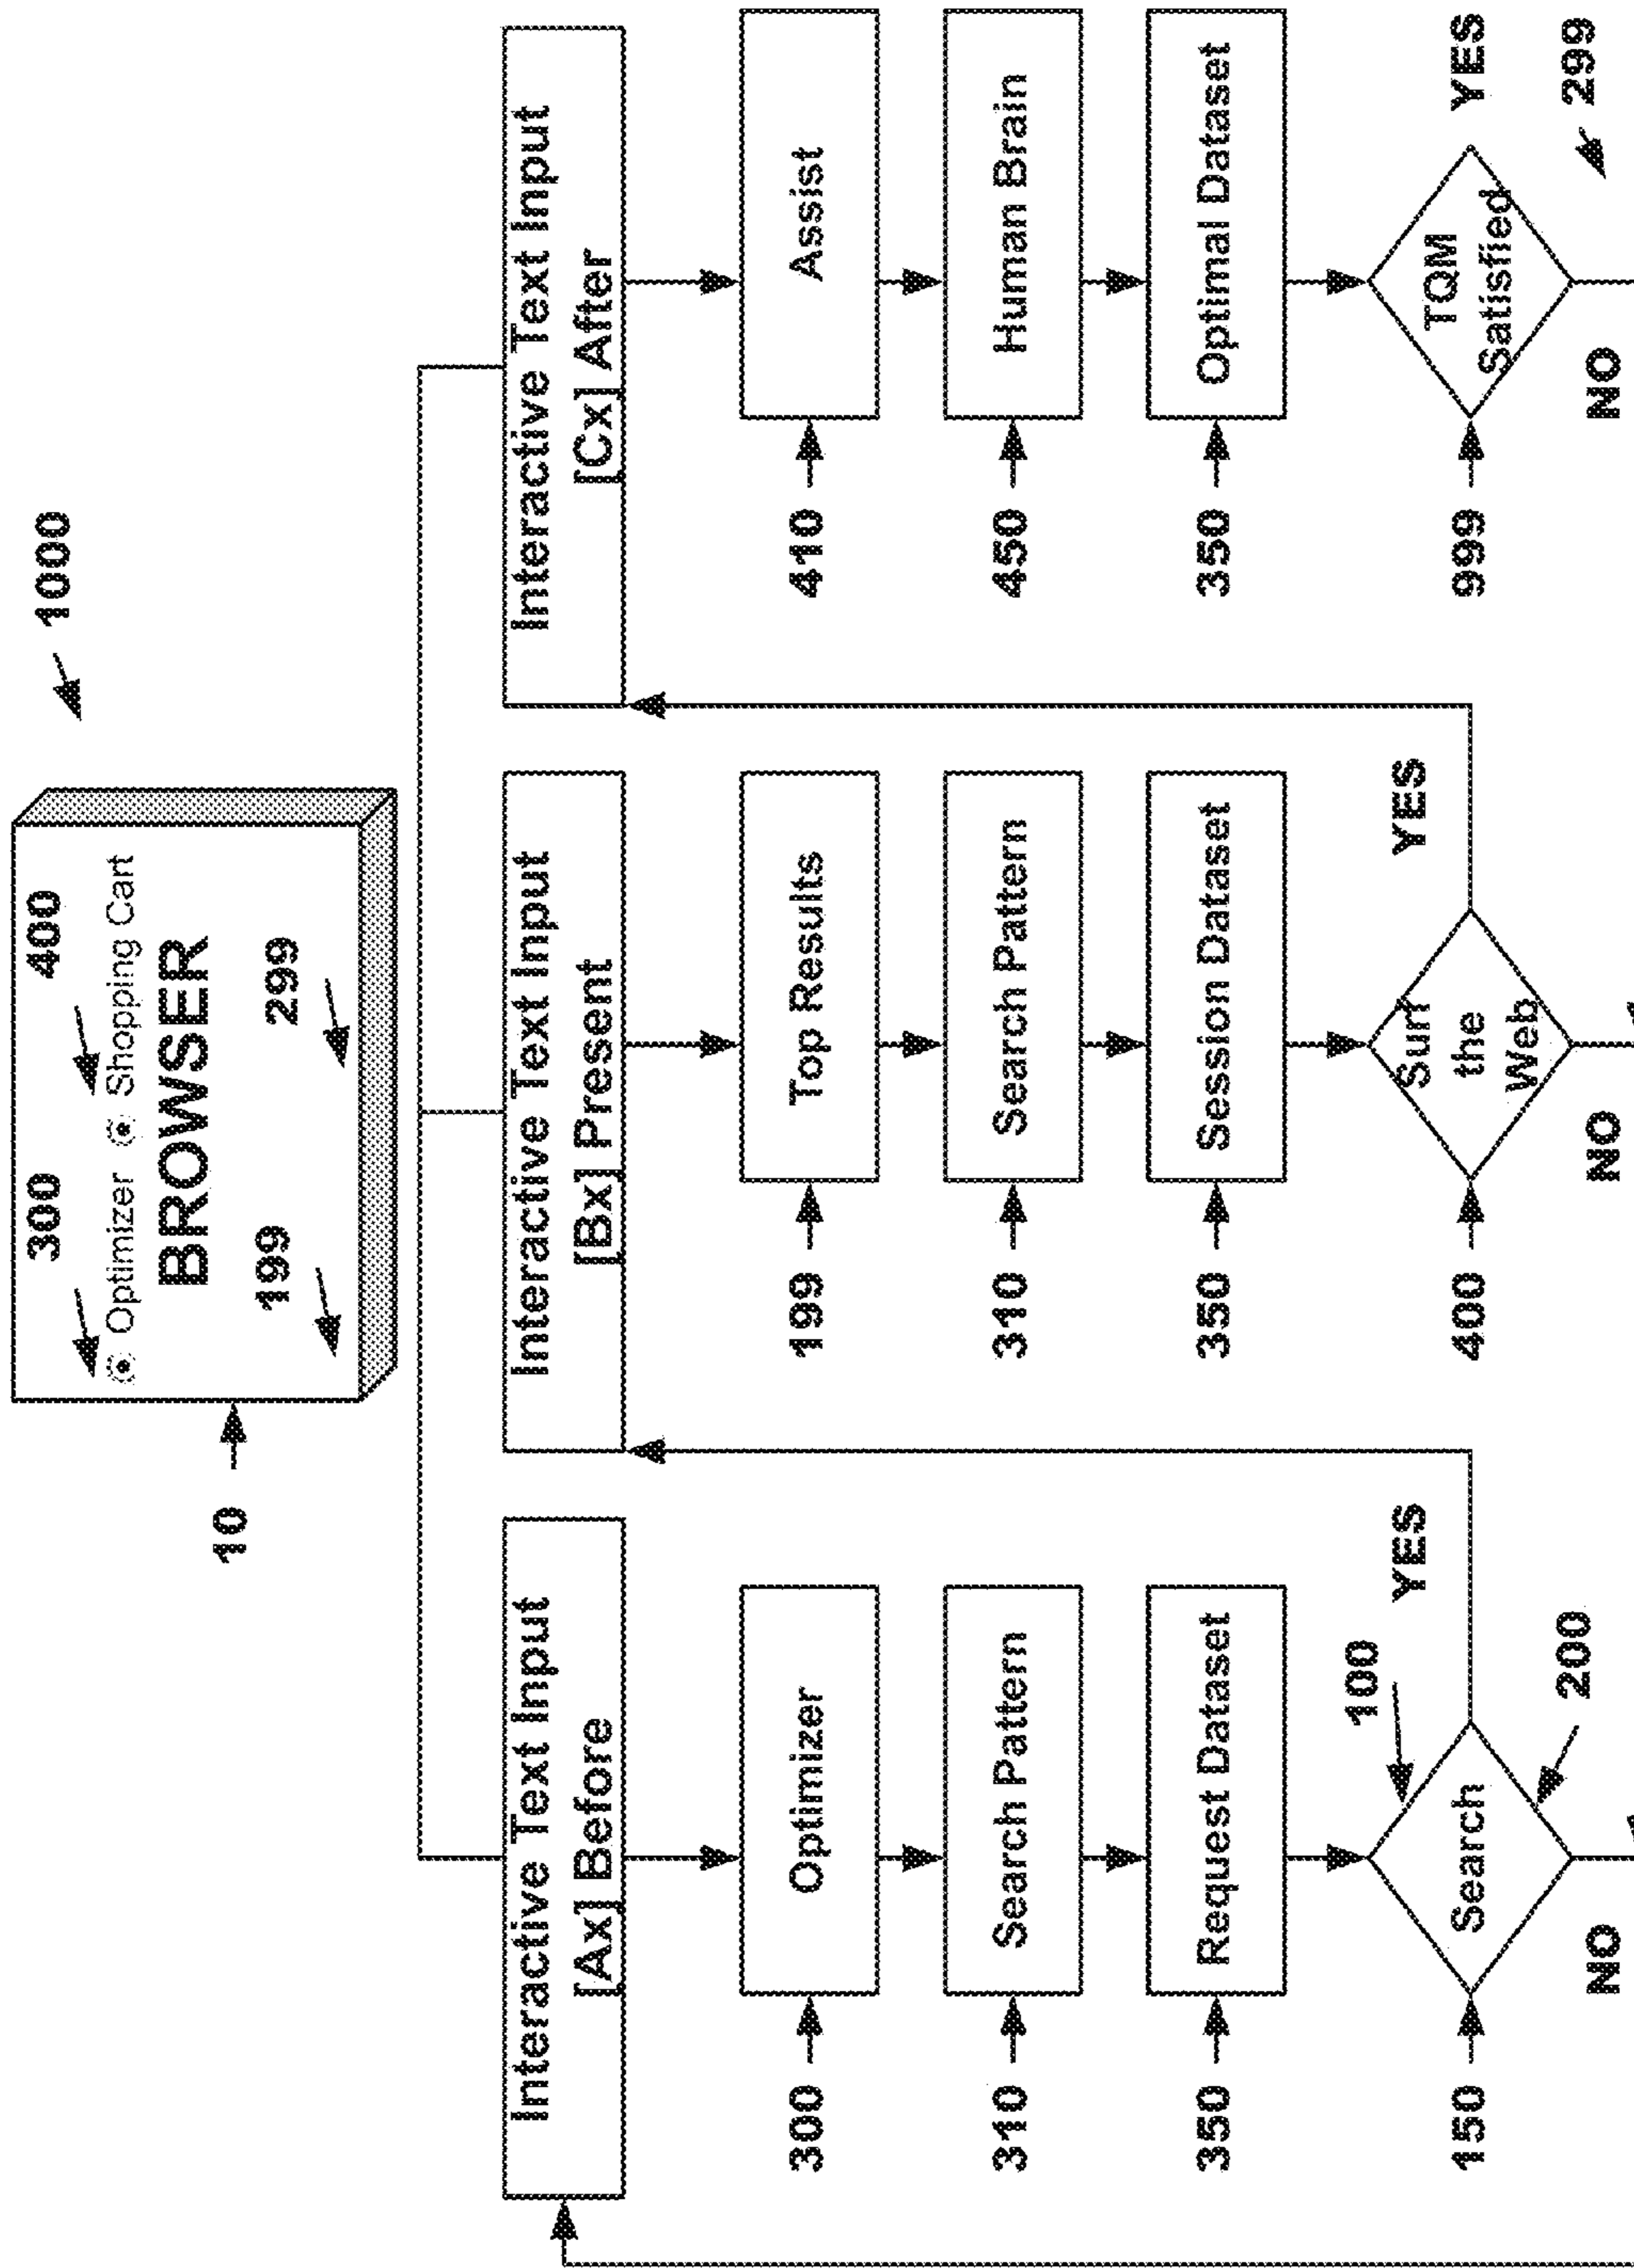 1000
300 400
Optimizer Shopping Cart
BROWSER
199 299
10
Interactive Text Input
[Ax] Before
300
Optimizer
310
Search Pattern
350
Request Dataset
150
Search
100
200
YES
NO
Interactive Text Input
[Bx] Present
199
Top Results
310
Search Pattern
350
Session Dataset
400
Surf
the
Web
YES
NO
Interactive Text Input
[Cx] After
410
Assist
450
Human Brain
350
Optimal Dataset
999
TQM
Satisfied
YES
299
NO